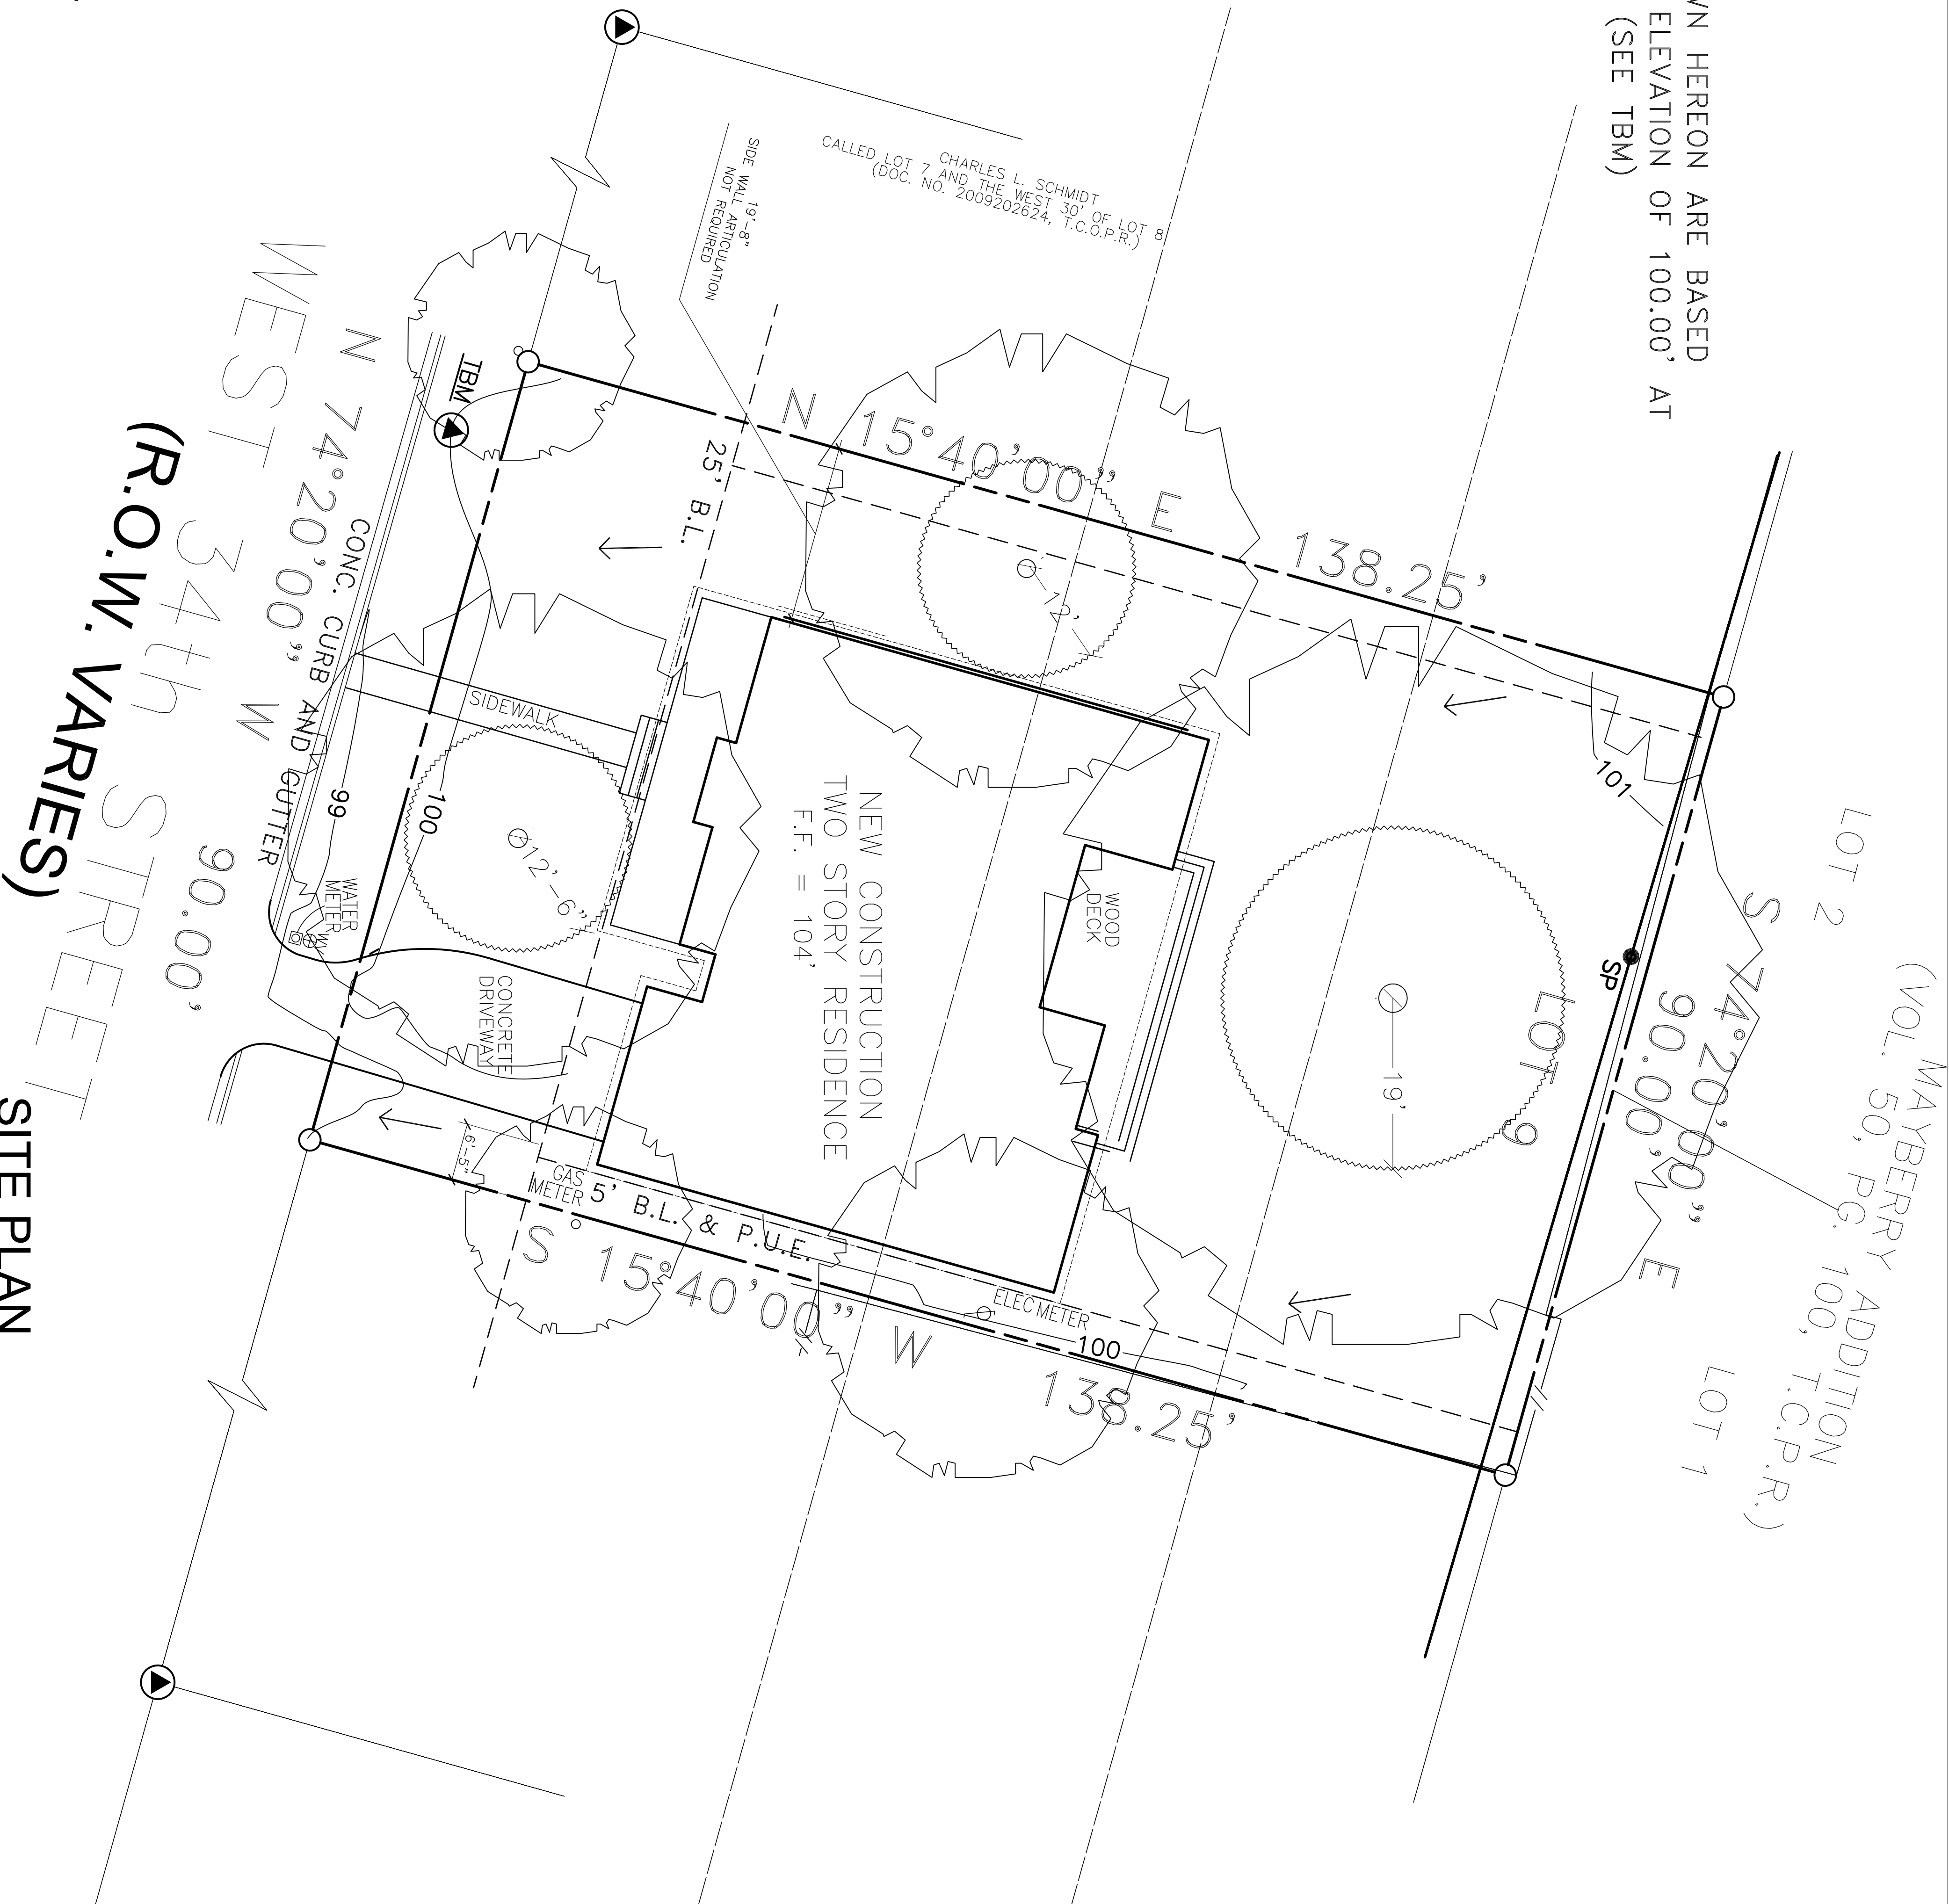 WN HEREON ARE BASED
ELEVATION OF 100.00' AT
(SEE TBM)
LOT 2
MAYBERRY ADDITION
(VOL. 50, PG. 100, T.C.P.R.)
LOT 1
S 74°20'00" E
90.00'
SP
LOT 9
101
19'
N 15°40'00" E 138.25'
12'
CHARLES L. SCHMIDT
CALLED LOT 7 AND THE WEST 30' OF LOT 8
(DOC. NO. 2009202624, T.C.O.P.R.)
SIDE WALL 19'-8"
WALL ARTICULATION
NOT REQUIRED
WOOD
DECK
NEW CONSTRUCTION
TWO STORY RESIDENCE
F.F. = 104'
25' B.L.
TBM
SIDEWALK
12'-6"
100
99
WATER
METER
CONCRETE
DRIVEWAY
6'-5"
GAS
METER
5' B.L. & P.U.E.
ELEC METER
100
S 15°40'00" W 138.25'
CONC. CURB AND GUTTER
N 74°20'00" W 90.00'
WEST 34th STREET
(R.O.W. VARIES)
SITE PLAN